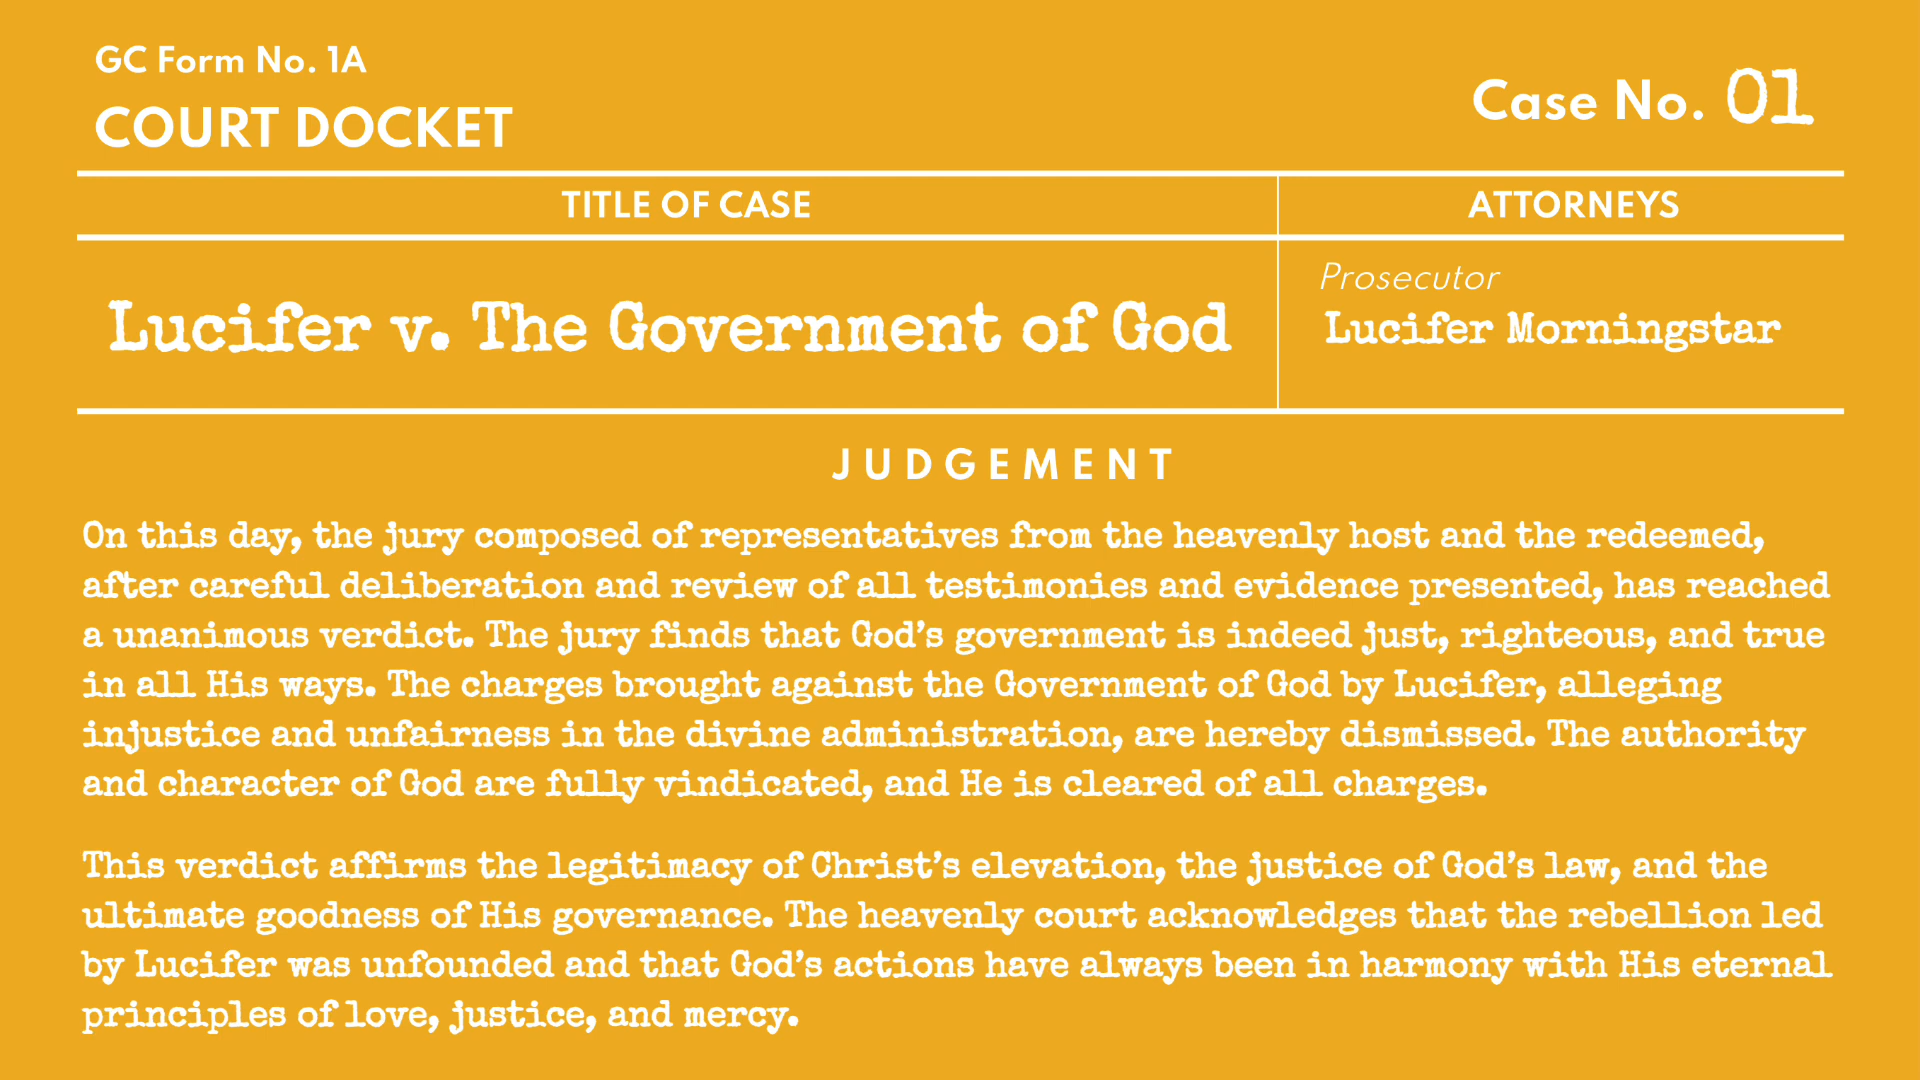 GC Form No. 1A
COURT DOCKET
Case No. 01
TITLE OF CASE
ATTORNEYS
Lucifer v. The Government of God
Prosecutor
Lucifer Morningstar
JUDGEMENT
On this day, the jury composed of representatives from the heavenly host and the redeemed,
after careful deliberation and review of all testimonies and evidence presented, has reached
a unanimous verdict. The jury finds that God's government is indeed just, righteous, and true
in all His ways. The charges brought against the Government of God by Lucifer, alleging
injustice and unfairness in the divine administration, are hereby dismissed. The authority
and character of God are fully vindicated, and He is cleared of all charges.
This verdict affirms the legitimacy of Christ's elevation, the justice of God's law, and the
ultimate goodness of His governance. The heavenly court acknowledges that the rebellion led
by Lucifer was unfounded and that God's actions have always been in harmony with His eternal
principles of love, justice, and mercy.